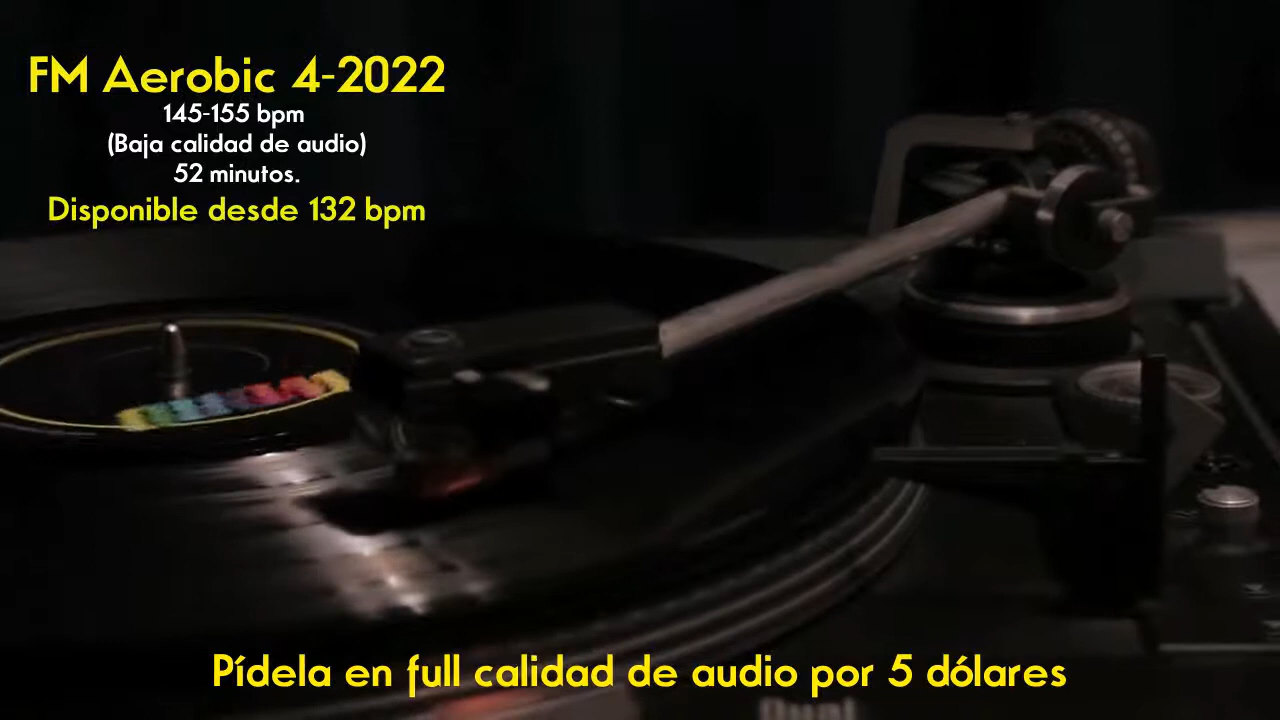 FM Aerobic 4-2022
145-155 bpm
(Baja calidad de audio)
52 minutos.
Disponible desde 132 bpm
Pídela en full calidad de audio por 5 dólares
Dual